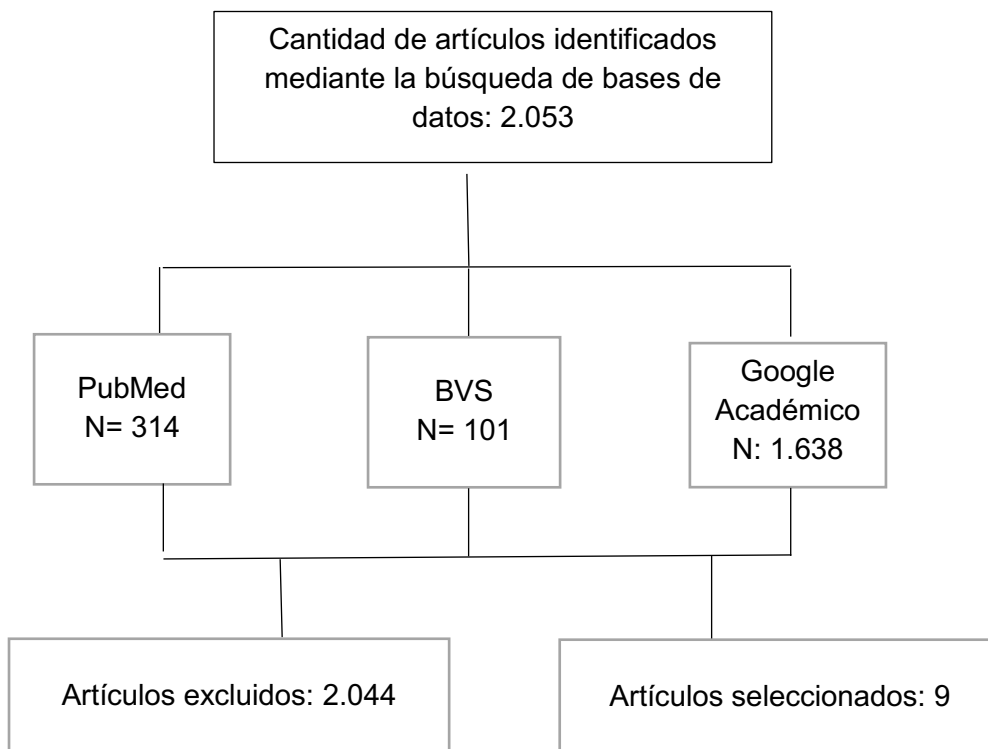 Cantidad de artículos identificados
mediante la búsqueda de bases de
datos: 2.053
PubMed
N= 314
BVS
N= 101
Google
Académico
N: 1.638
Artículos excluidos: 2.044
Artículos seleccionados: 9